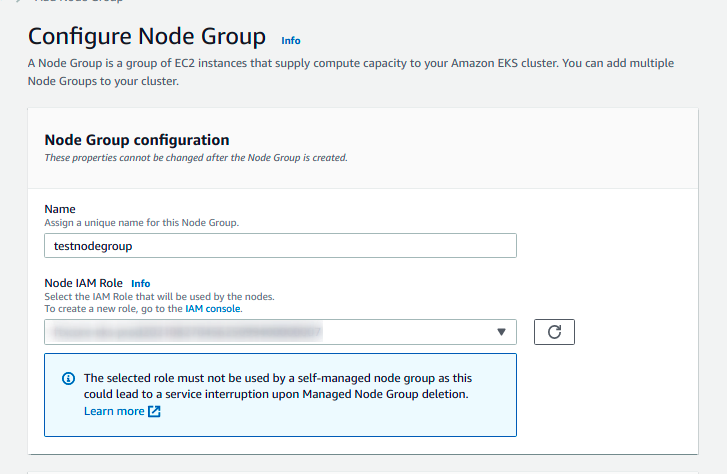 Configure Node Group Info
A Node Group is a group of EC2 instances that supply compute capacity to your Amazon EKS cluster. You can add multiple
Node Groups to your cluster.
Node Group configuration
These properties cannot be changed after the Node Group is created.
Name
Assign a unique name for this Node Group.
testnodegroup
Node IAM Role Info
Select the IAM Role that will be used by the nodes.
To create a new role, go to the IAM console.
The selected role must not be used by a self-managed node group as this
could lead to a service interruption upon Managed Node Group deletion.
Learn more